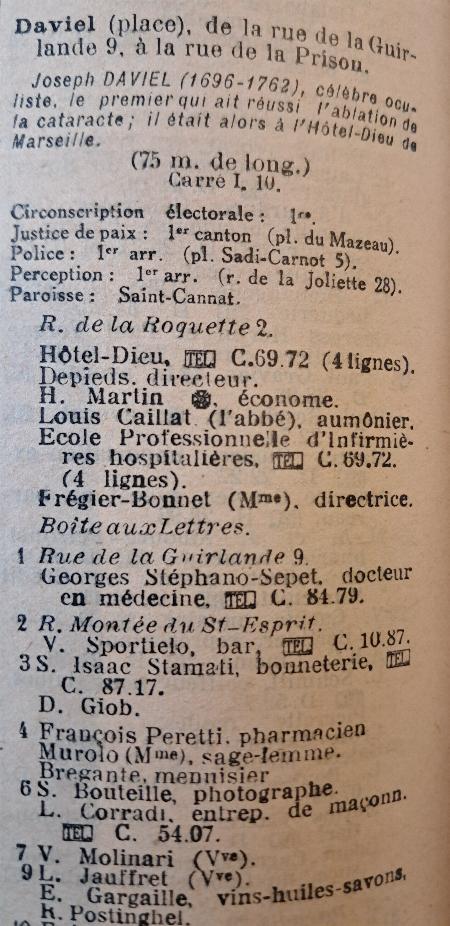 Daviel (place), de la rue de la Guir-
lande 9, à la rue de la Prison.
Joseph DAVIEL (1696-1762), célèbre ocu-
liste, le premier qui ait réussi l'ablation de
la cataracte; il était alors à l'Hôtel-Dieu de
Marseille.
(75 m. de long.)
Carré I. 10.
Circonscription électorale : 1re.
Justice de paix : 1er canton (pl. du Mazeau).
Police : 1er arr. (pl. Sadi-Carnot 5).
Perception : 1er arr. (r. de la Joliette 28).
Paroisse : Saint-Cannat.
R. de la Roquette 2.
Hôtel-Dieu, TEL C.69.72 (4 lignes).
Depieds, directeur.
H. Martin, économe.
Louis Caillat (l'abbé), aumônier.
Ecole Professionnelle d'Infirmiè-
res hospitalières, TEL C. 69.72.
(4 lignes).
Frégier-Bonnet (Mme), directrice.
Boîte aux Lettres.
1 Rue de la Guirlande 9.
Georges Stéphano-Sepet, docteur
en médecine, TEL C. 84.79.
2 R. Montée du St-Esprit.
V. Sportielo, bar, TEL C. 10.87.
3 S. Isaac Stamati, bonneterie, TEL
C. 87.17.
D. Giob.
4 François Peretti, pharmacien
Murolo (Mme), sage-femme.
Bregante, menuisier
6 S. Bouteille, photographe.
L. Corradi, entrep. de maçonn.
TEL C. 54.07.
7 V. Molinari (Vve).
9 L. Jauffret (Vve).
E. Gargaille, vins-huiles-savons.
R. Postinghel.